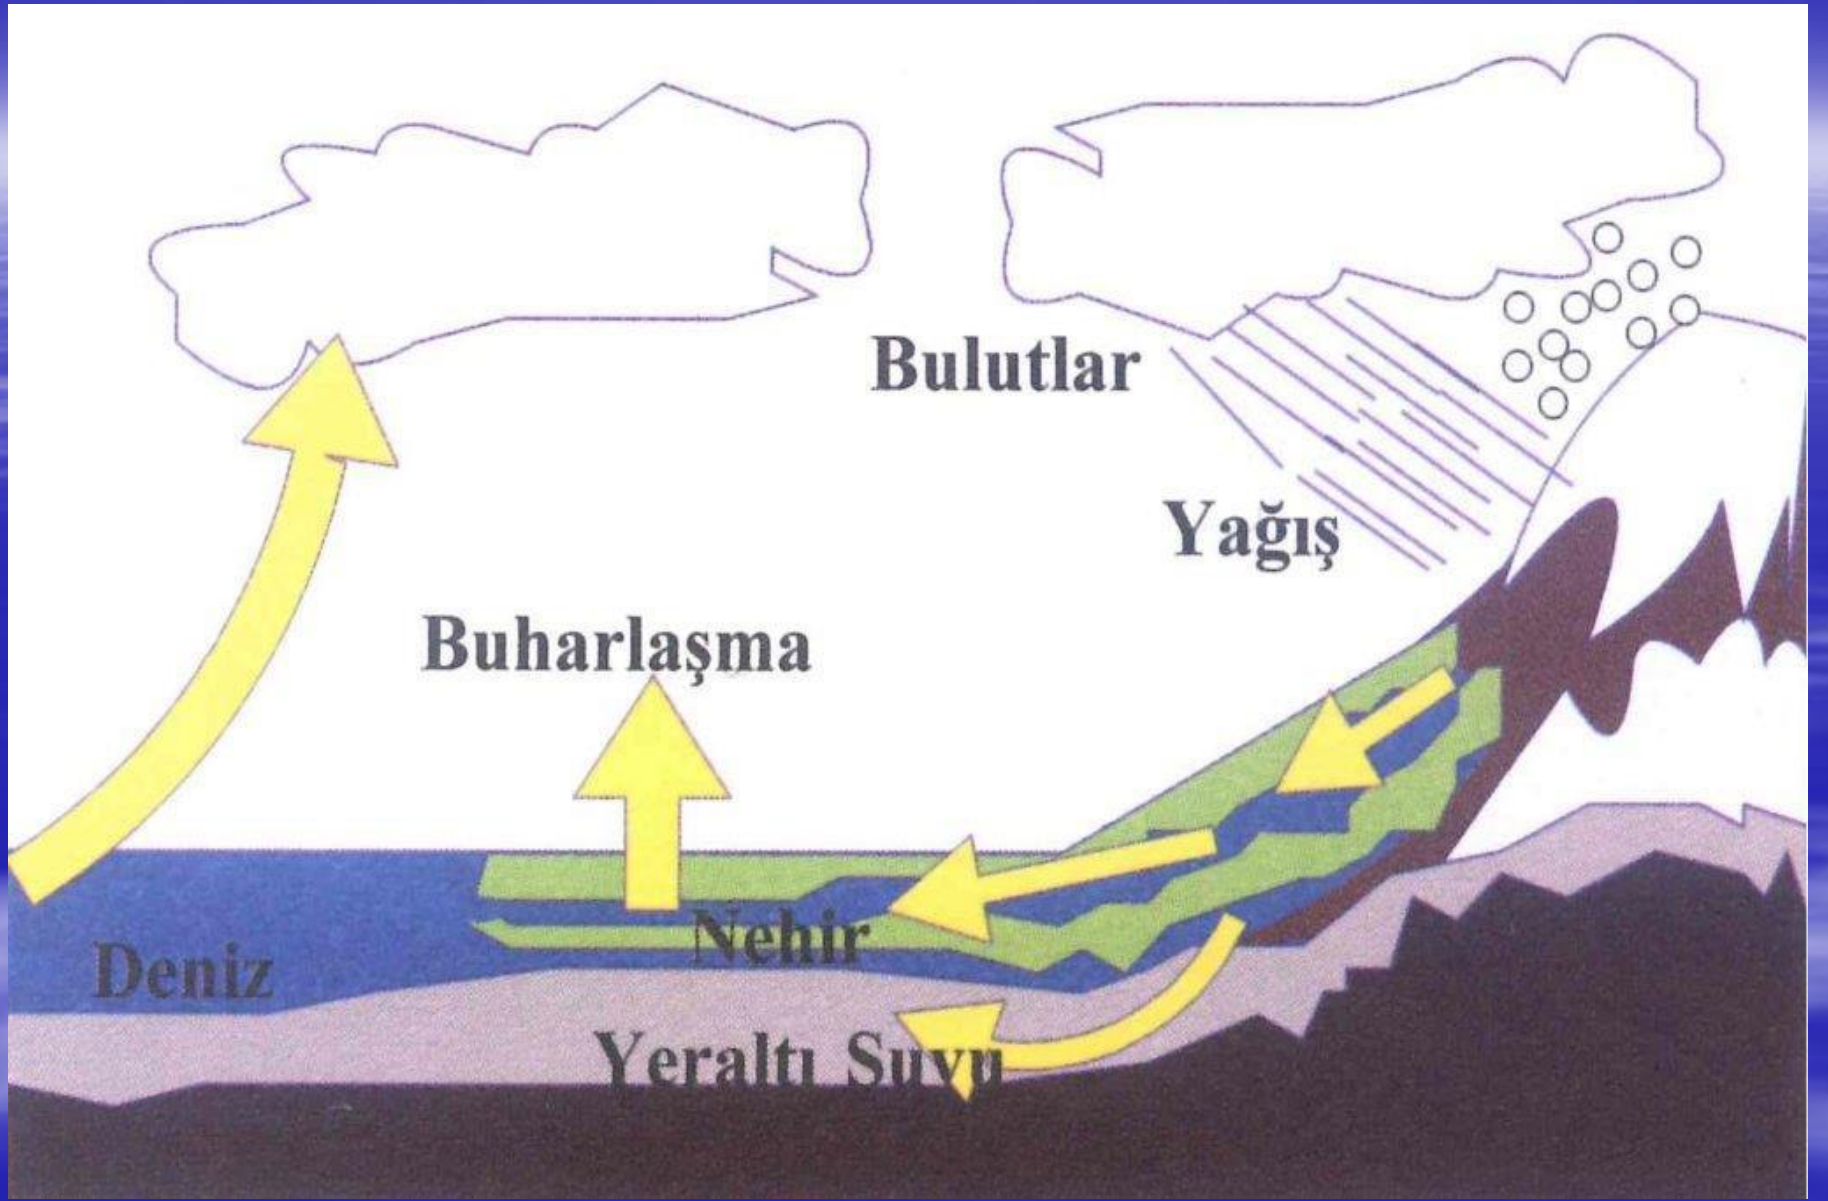 Bulutlar
Yağış
Buharlaşma
Nehir
Deniz
Yeraltı Suyu